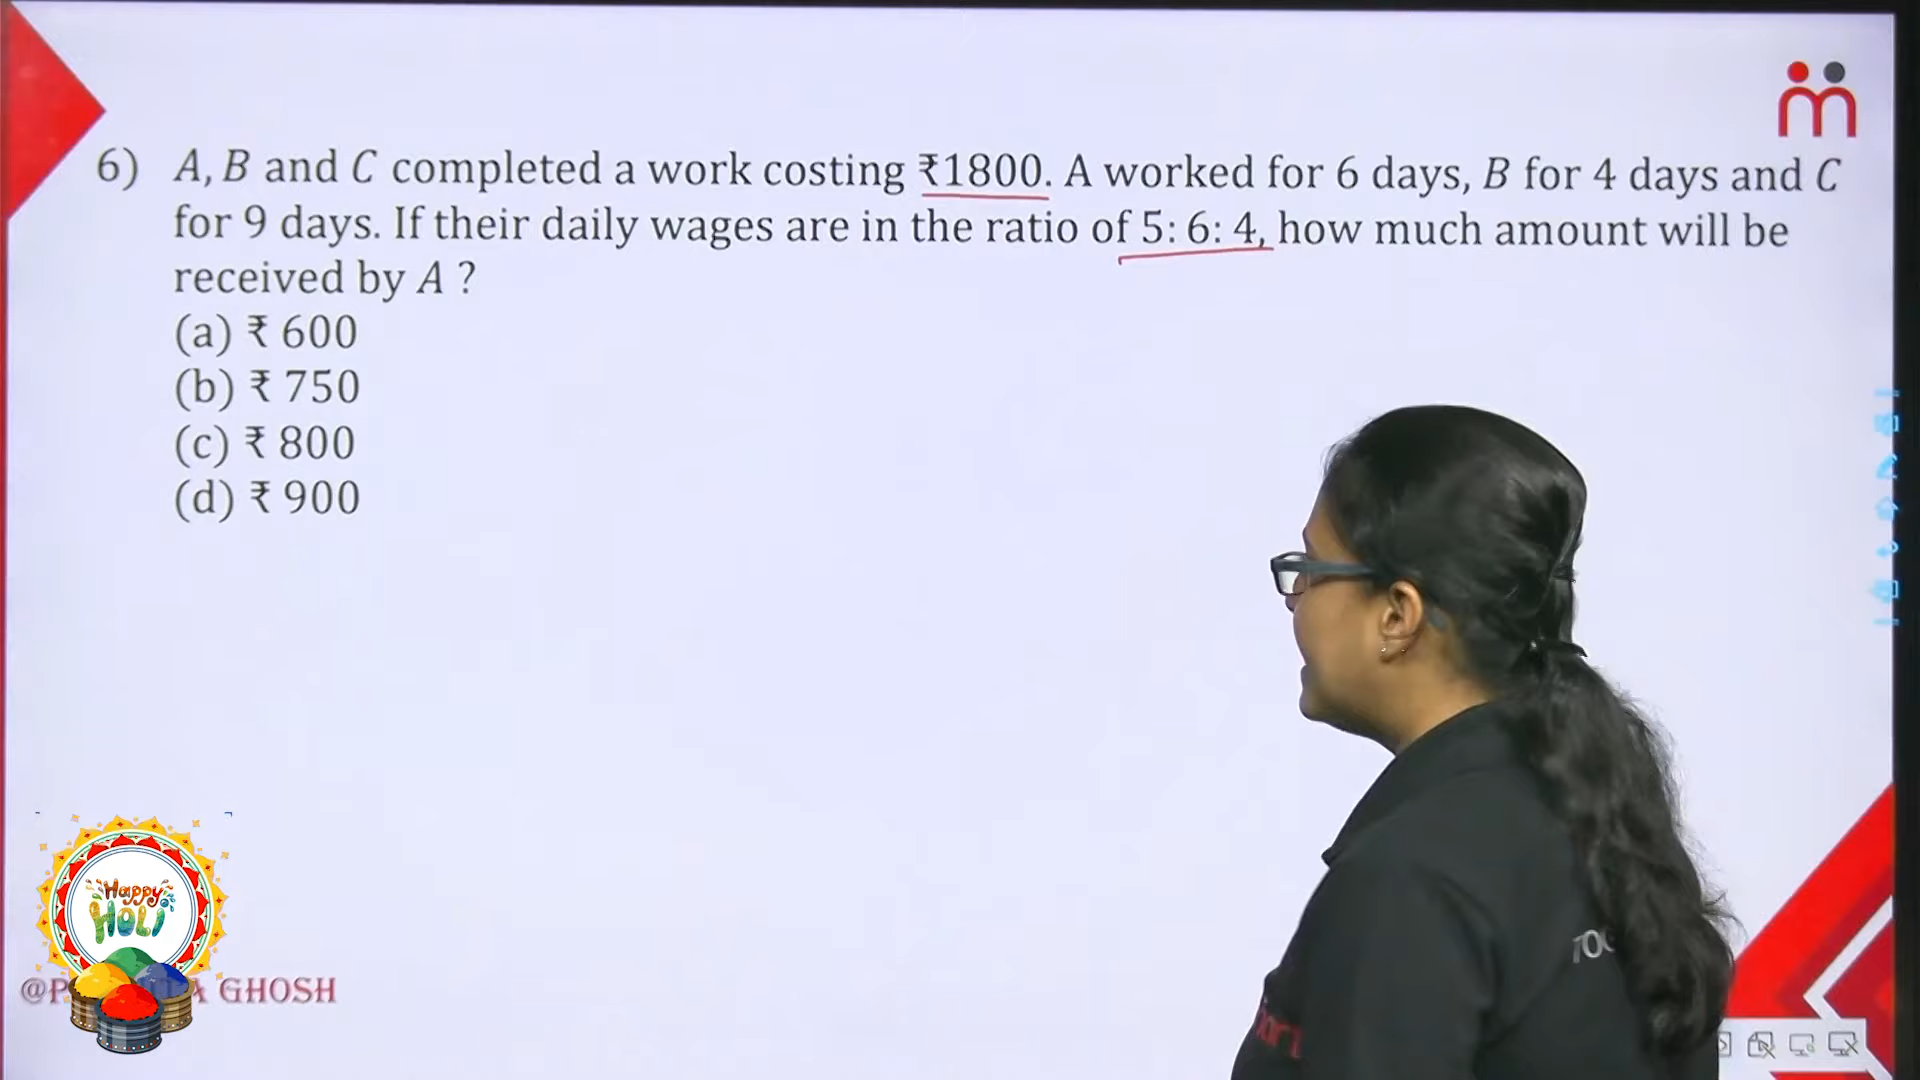 6) A, B and C completed a work costing ₹1800. A worked for 6 days, B for 4 days and C
for 9 days. If their daily wages are in the ratio of 5: 6: 4, how much amount will be
received by A ?
(a) ₹ 600
(b) ₹ 750
(c) ₹ 800
(d) ₹ 900
Happy
HOLI
GHOSH